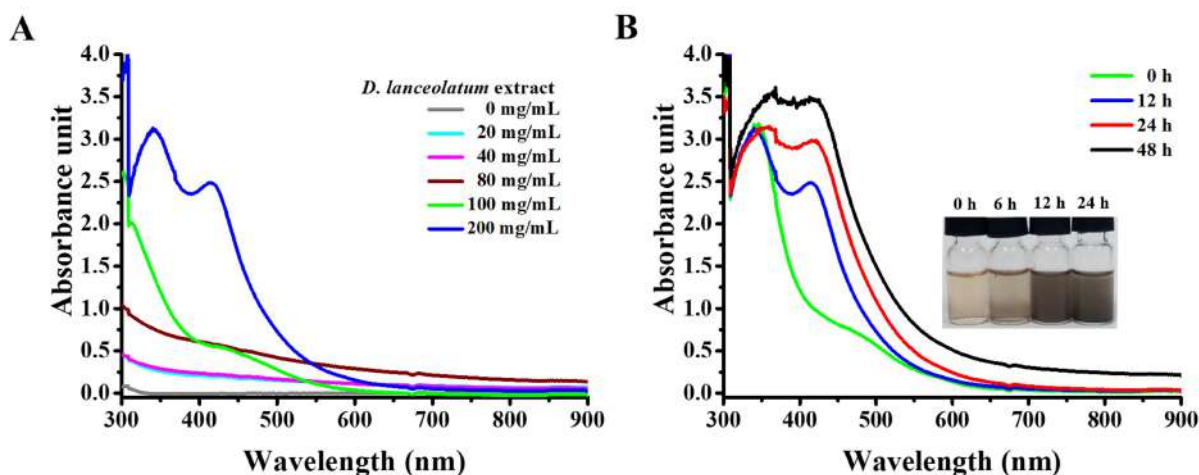 A
Absorbance unit
4.0
3.5
3.0
2.5
2.0
1.5
1.0
0.5
0.0
300 400 500 600 700 800 900
Wavelength (nm)
D. lanceolatum extract
0 mg/mL
20 mg/mL
40 mg/mL
80 mg/mL
100 mg/mL
200 mg/mL
B
Absorbance unit
4.0
3.5
3.0
2.5
2.0
1.5
1.0
0.5
0.0
300 400 500 600 700 800 900
Wavelength (nm)
0 h
12 h
24 h
48 h
0 h 6 h 12 h 24 h